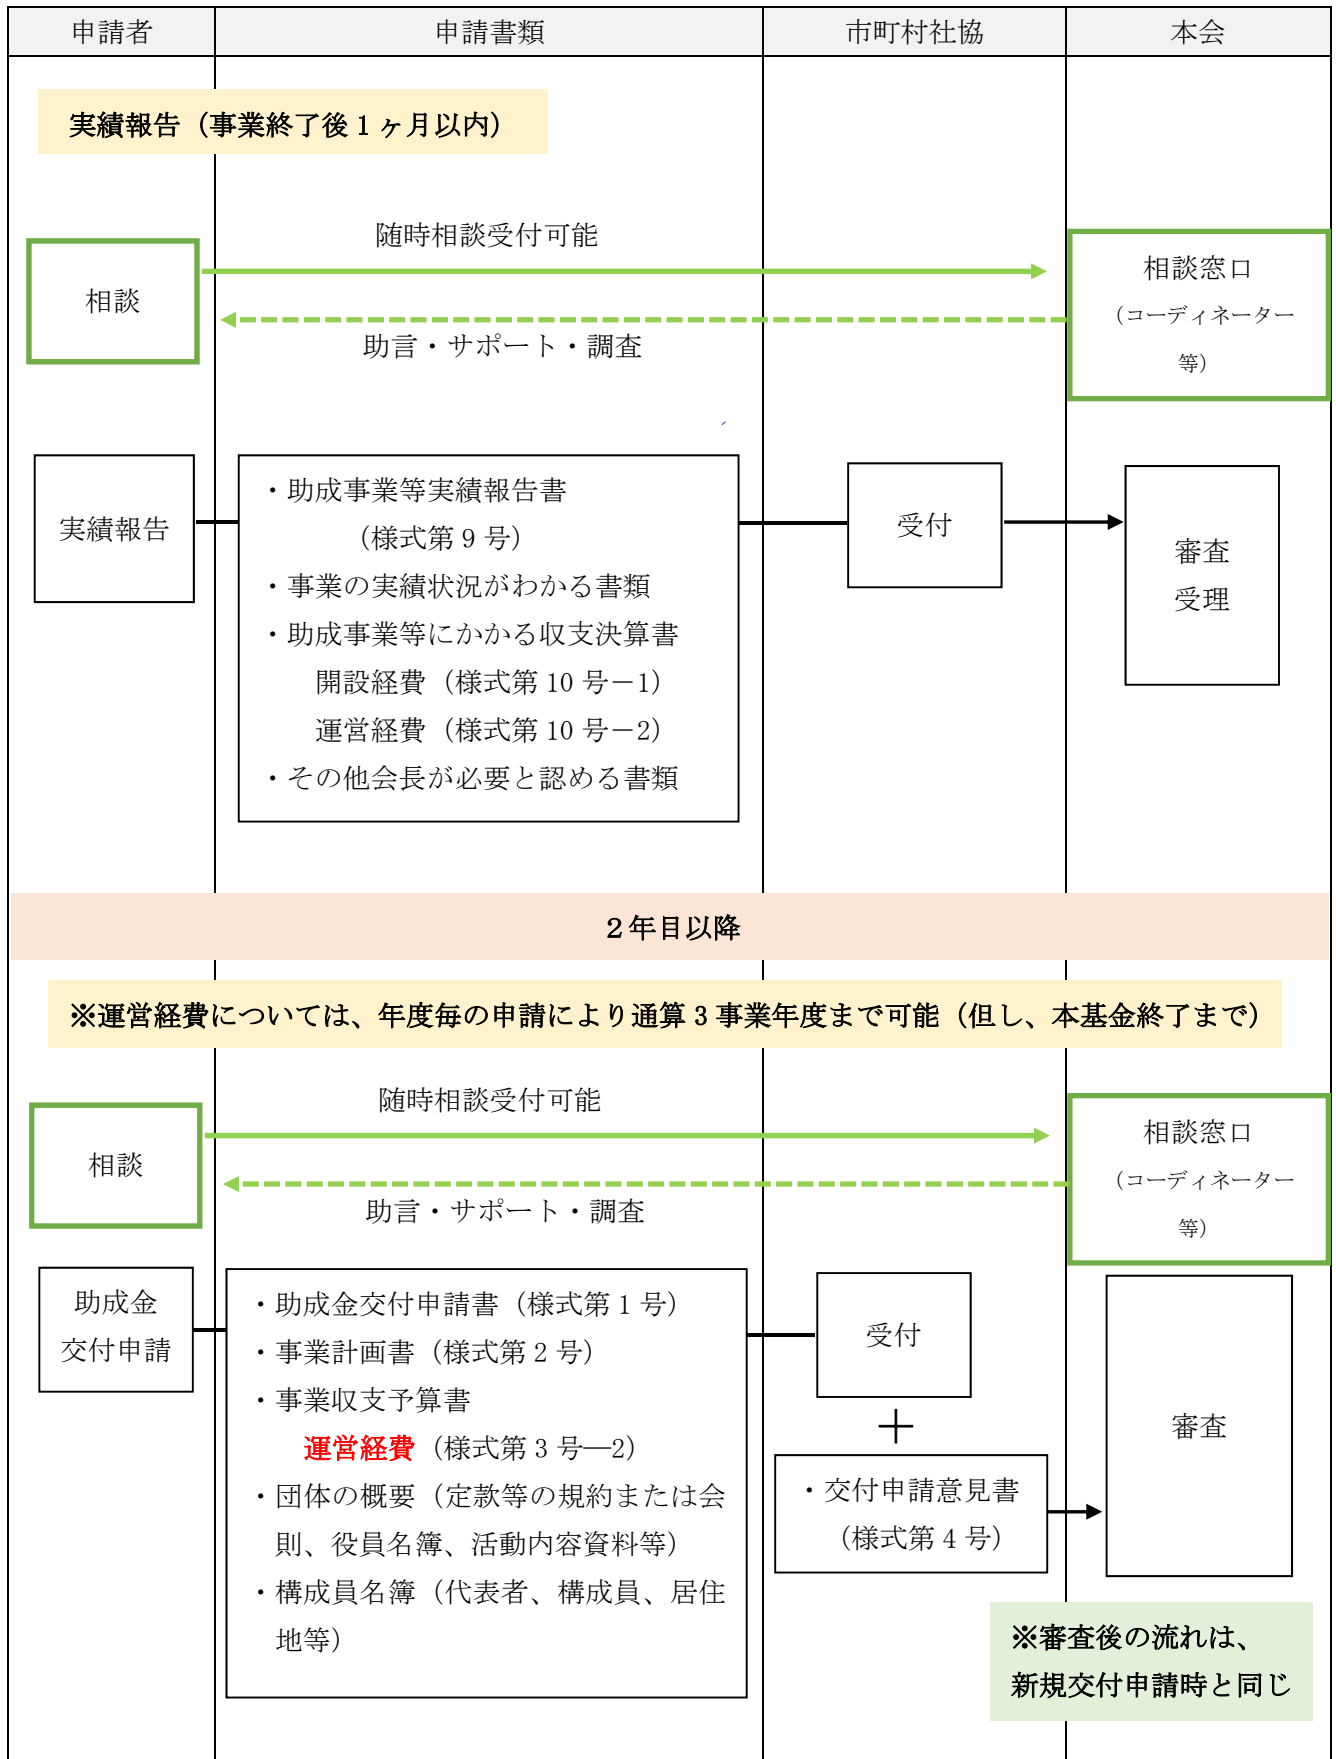 申請者
申請書類
市町村社協
本会
実績報告（事業終了後１ヶ月以内）
随時相談受付可能
相談
助言・サポート・調査
相談窓口
（コーディネーター
等）
実績報告
・助成事業等実績報告書
（様式第 9 号）
・事業の実績状況がわかる書類
・助成事業等にかかる収支決算書
開設経費（様式第 10 号－1）
運営経費（様式第 10 号－2）
・その他会長が必要と認める書類
受付
審査
受理
２年目以降
※運営経費については、年度毎の申請により通算 3 事業年度まで可能（但し、本基金終了まで）
随時相談受付可能
相談
助言・サポート・調査
相談窓口
（コーディネーター
等）
助成金
交付申請
・助成金交付申請書（様式第 1 号）
・事業計画書（様式第 2 号）
・事業収支予算書
運営経費（様式第 3 号―2）
・団体の概要（定款等の規約または会
則、役員名簿、活動内容資料等）
・構成員名簿（代表者、構成員、居住
地等）
受付
＋
・交付申請意見書
（様式第 4 号）
審査
※審査後の流れは、
新規交付申請時と同じ